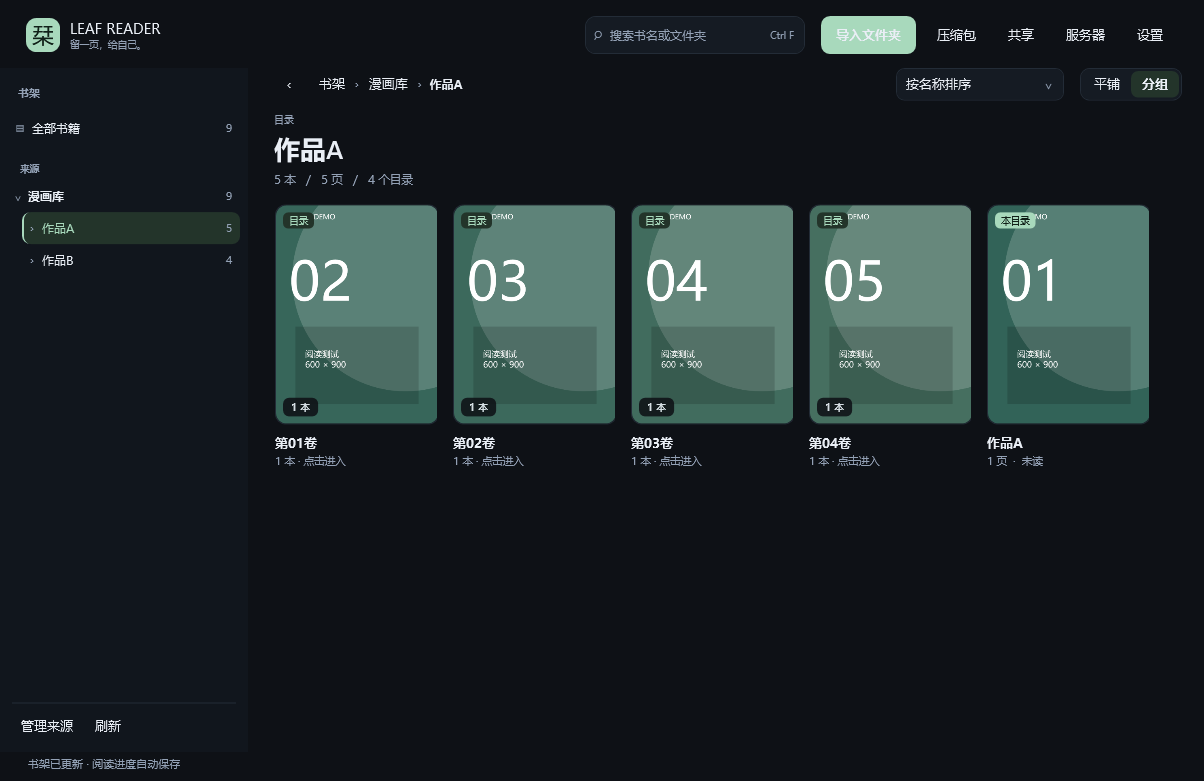 栞
LEAF READER
留一页，给自己。
搜索书名或文件夹
Ctrl F
导入文件夹
压缩包
共享
服务器
设置
书架
全部书籍
9
来源
漫画库
9
作品A
5
作品B
4
管理来源
刷新
书架已更新 · 阅读进度自动保存
‹ 书架 › 漫画库 › 作品A
按名称排序
平铺
分组
目录
作品A
5 本 / 5 页 / 4 个目录
目录
DEMO
02
阅读测试
600 × 900
1 本
第01卷
1 本 · 点击进入
目录
DEMO
03
阅读测试
600 × 900
1 本
第02卷
1 本 · 点击进入
目录
DEMO
04
阅读测试
600 × 900
1 本
第03卷
1 本 · 点击进入
目录
DEMO
05
阅读测试
600 × 900
1 本
第04卷
1 本 · 点击进入
本目录
MO
01
阅读测试
600 × 900
作品A
1 页 · 未读